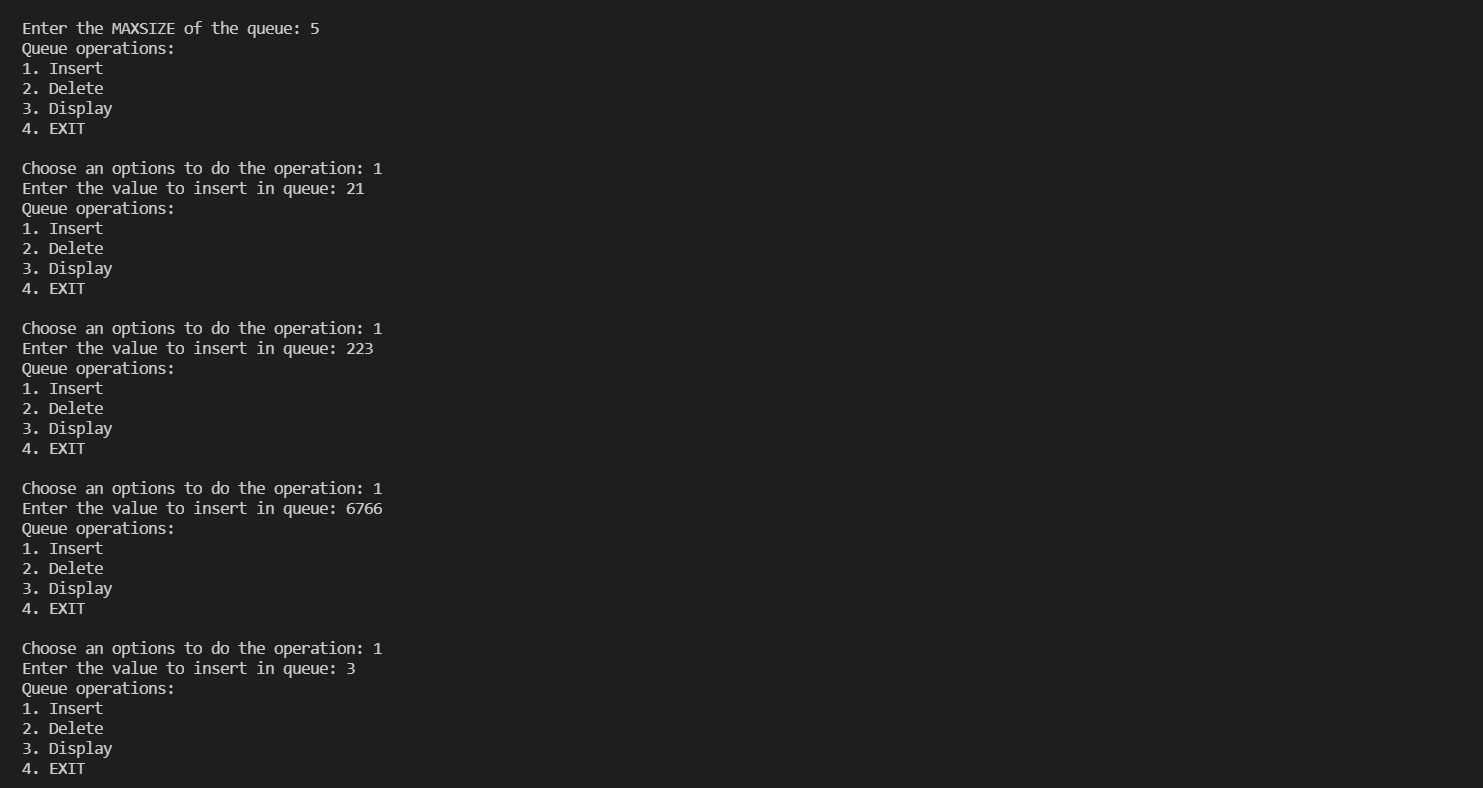 Enter the MAXSIZE of the queue: 5
Queue operations:
1. Insert
2. Delete
3. Display
4. EXIT
Choose an options to do the operation: 1
Enter the value to insert in queue: 21
Queue operations:
1. Insert
2. Delete
3. Display
4. EXIT
Choose an options to do the operation: 1
Enter the value to insert in queue: 223
Queue operations:
1. Insert
2. Delete
3. Display
4. EXIT
Choose an options to do the operation: 1
Enter the value to insert in queue: 6766
Queue operations:
1. Insert
2. Delete
3. Display
4. EXIT
Choose an options to do the operation: 1
Enter the value to insert in queue: 3
Queue operations:
1. Insert
2. Delete
3. Display
4. EXIT